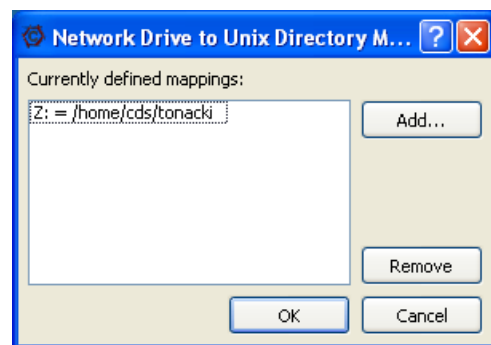 Network Drive to Unix Directory M...
Currently defined mappings:
Z: = /home/cds/tonacki
Add...
Remove
OK
Cancel